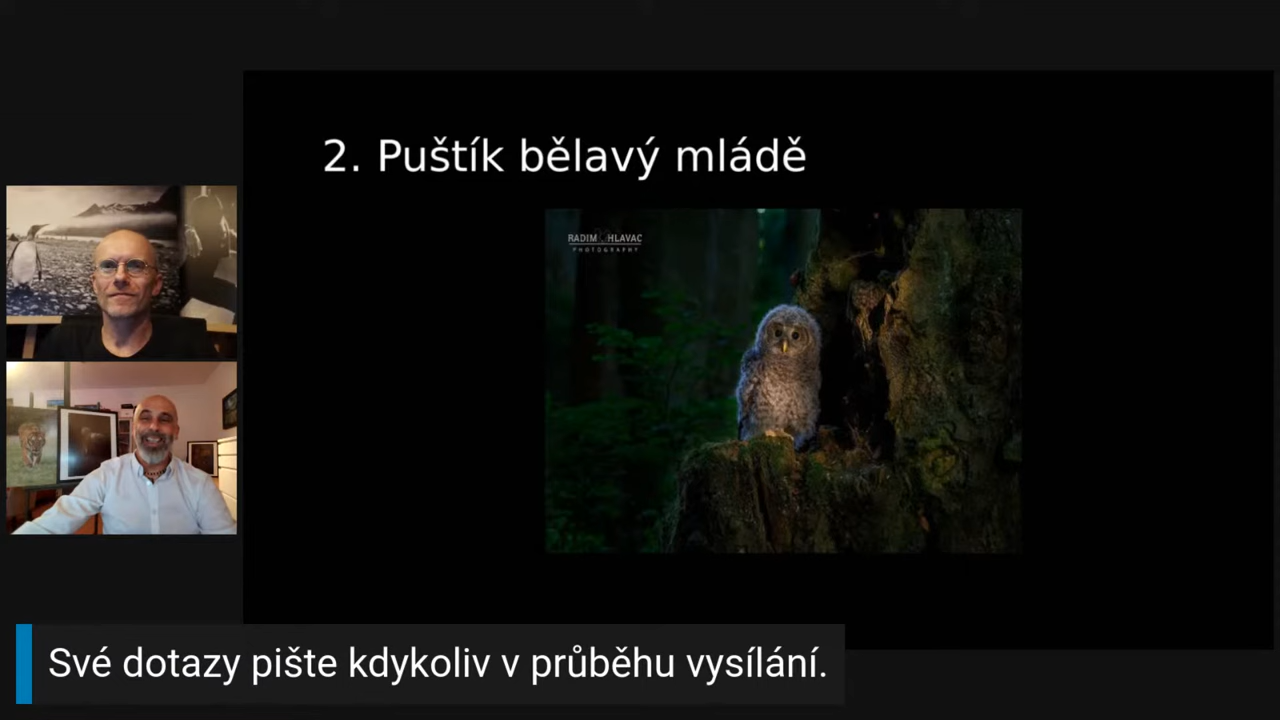 2. Puštík bělavý mládě
RADIM HLAVAC
PHOTOGRAPHY
Své dotazy pište kdykoliv v průběhu vysílání.